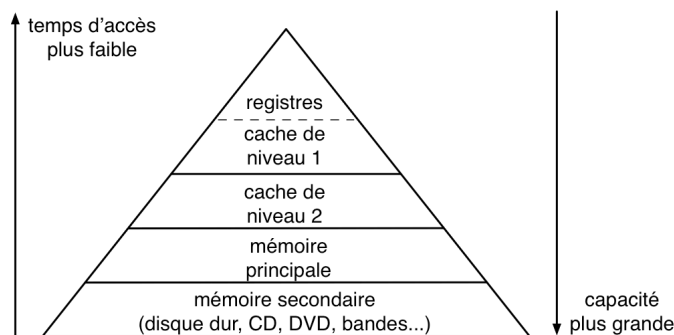 temps d'accès
plus faible
registres
cache de
niveau 1
cache de
niveau 2
mémoire
principale
mémoire secondaire
(disque dur, CD, DVD, bandes...)
capacité
plus grande